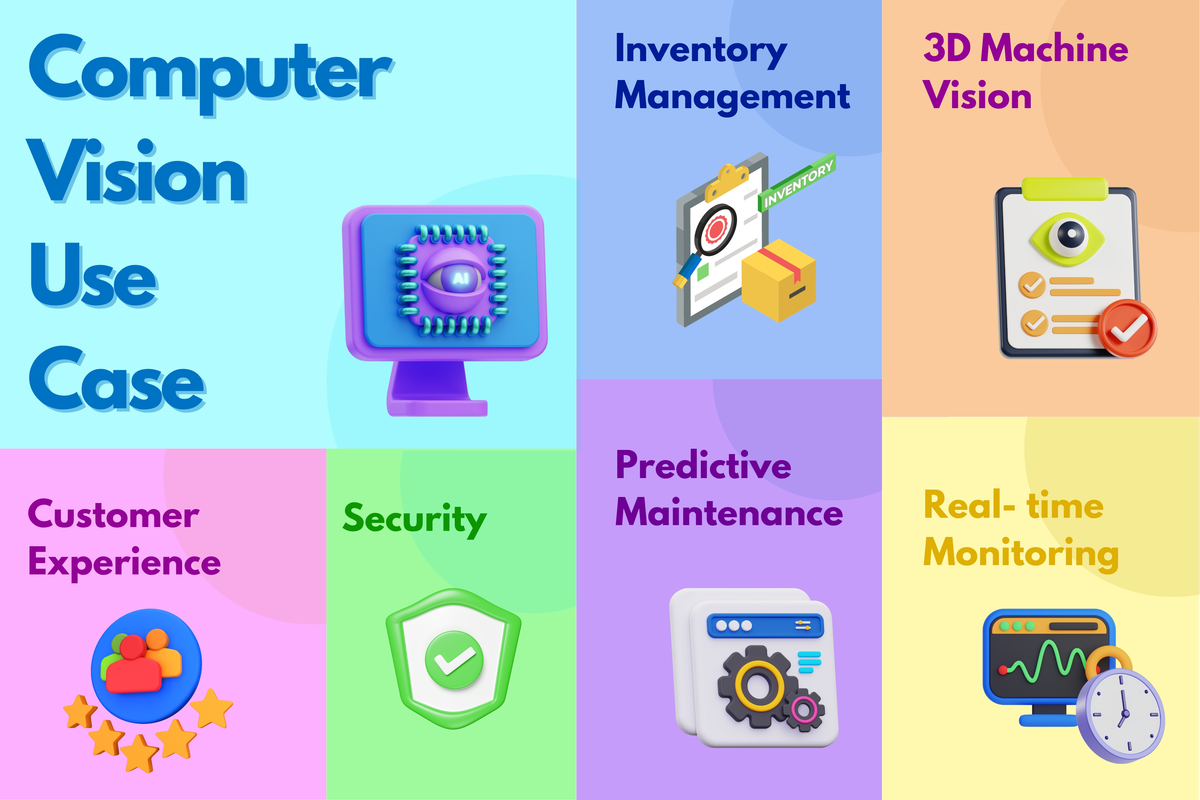 Computer
Vision
Use
Case
AI
Inventory
Management
INVENTORY
3D Machine
Vision
Customer
Experience
Security
Predictive
Maintenance
Real- time
Monitoring